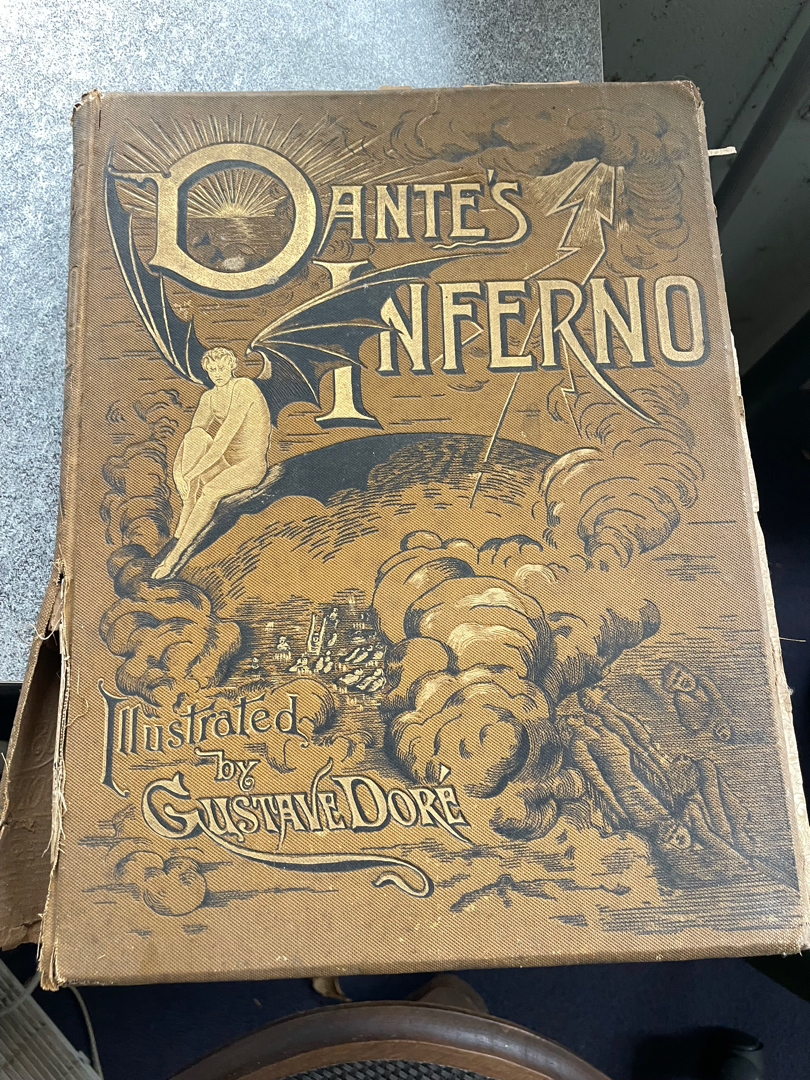 DANTE'S
INFERNO
Illustrated
by
GUSTAVE DORÉ